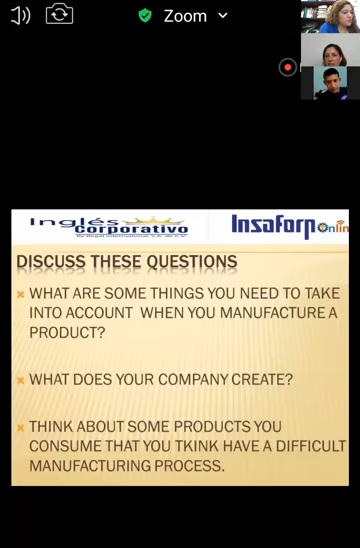 Zoom
Inglés
Corporativo
Insaforp
Online
DISCUSS THESE QUESTIONS
WHAT ARE SOME THINGS YOU NEED TO TAKE
INTO ACCOUNT WHEN YOU MANUFACTURE A
PRODUCT?
WHAT DOES YOUR COMPANY CREATE?
THINK ABOUT SOME PRODUCTS YOU
CONSUME THAT YOU TKINK HAVE A DIFFICULT
MANUFACTURING PROCESS.